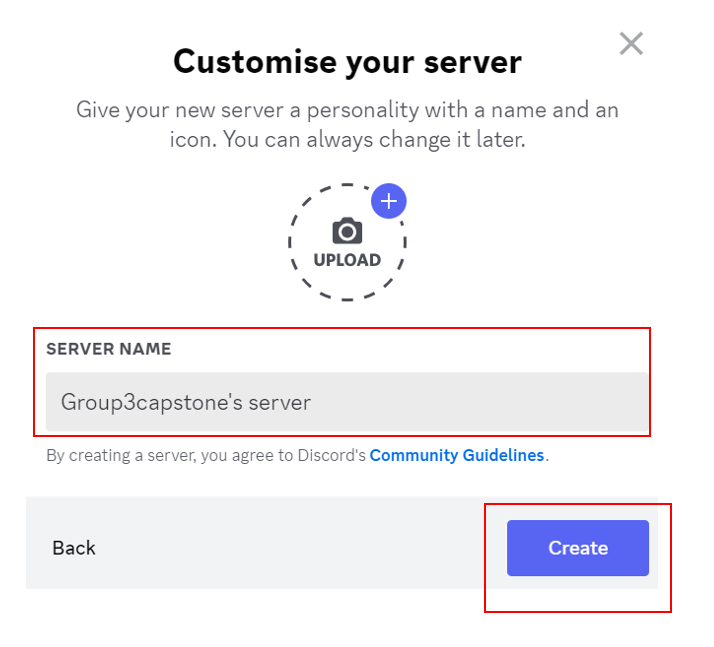 Customise your server
Give your new server a personality with a name and an
icon. You can always change it later.
UPLOAD
SERVER NAME
Group3capstone's server
By creating a server, you agree to Discord's Community Guidelines.
Back
Create